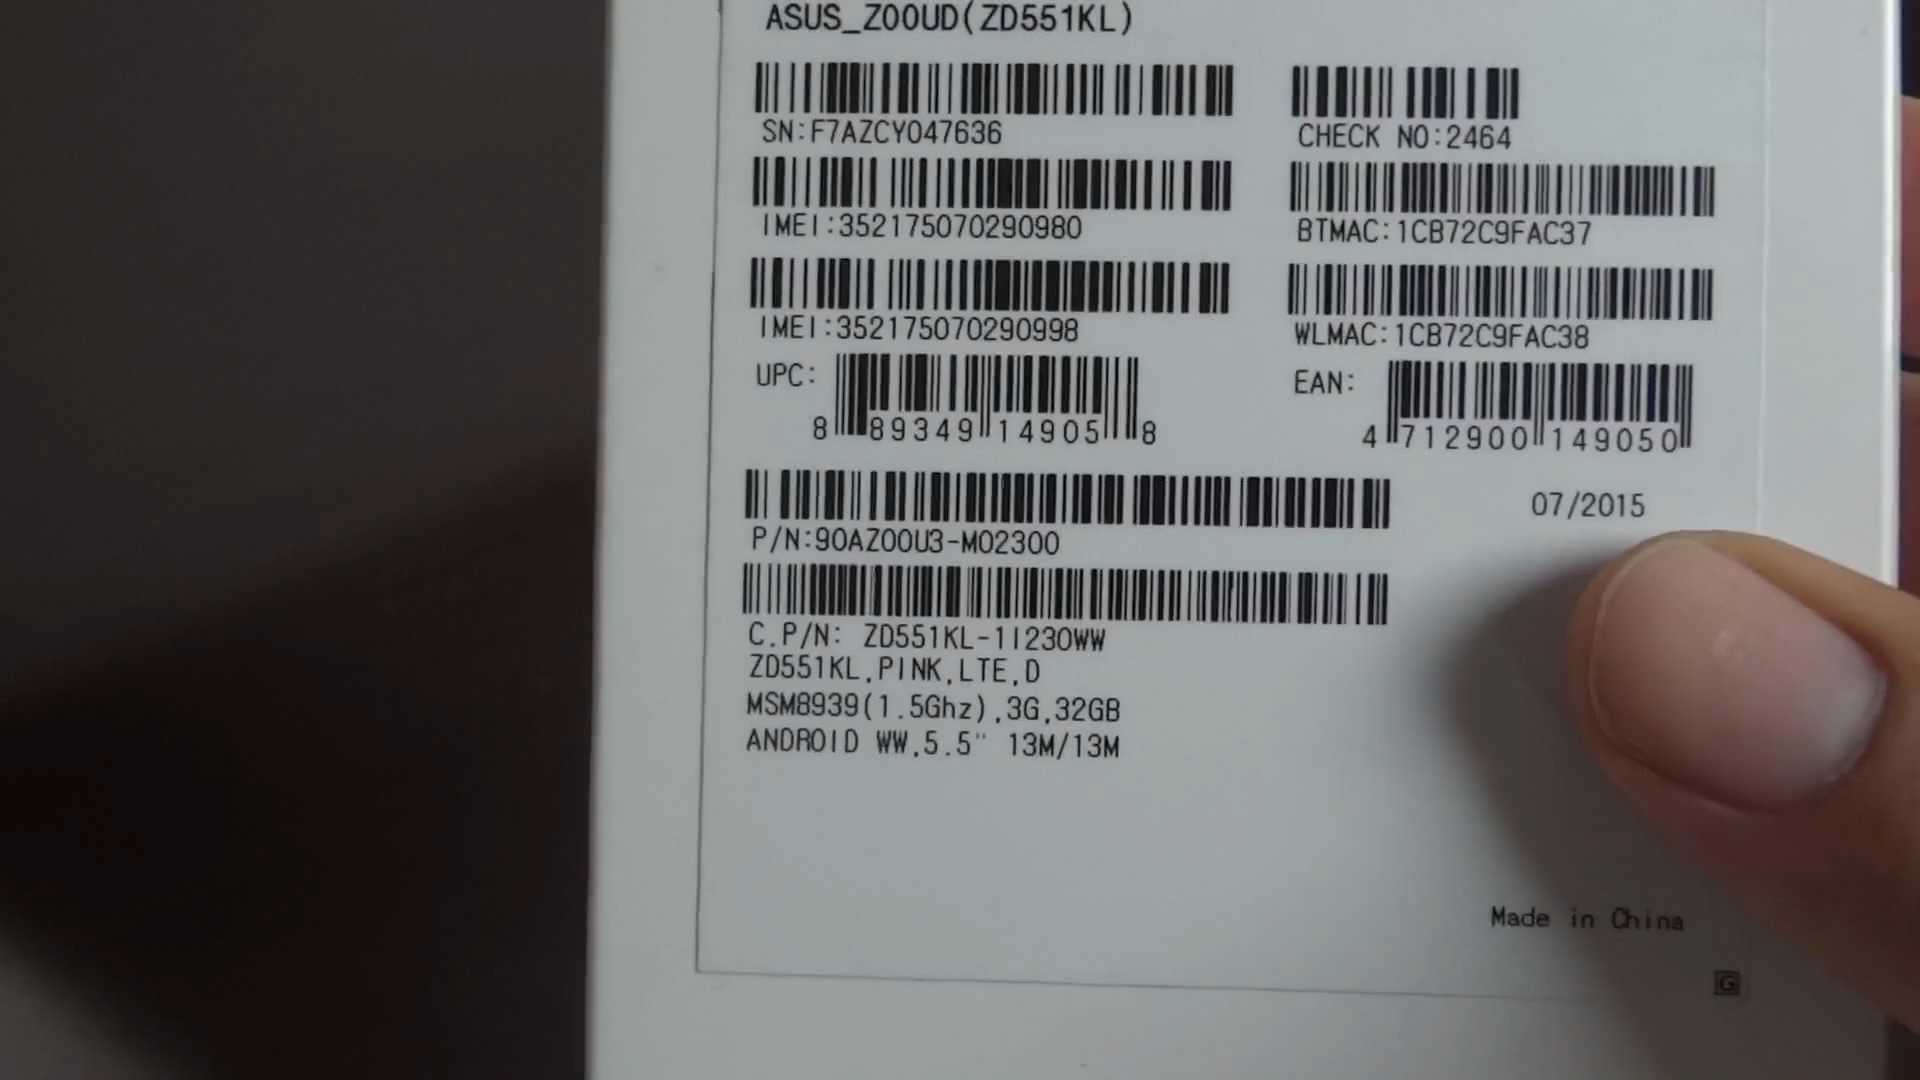 ASUS_Z00UD(ZD551KL)
SN:F7AZCY047636
CHECK NO:2464
IMEI:352175070290980
BTMAC:1CB72C9FAC37
IMEI:352175070290998
WLMAC:1CB72C9FAC38
UPC:
8 89349 14905 8
EAN:
4 712900 149050
07/2015
P/N:90AZ00U3-M02300
C.P/N: ZD551KL-1I230WW
ZD551KL,PINK,LTE,D
MSM8939(1.5Ghz),3G,32GB
ANDROID WW,5.5" 13M/13M
Made in China
G